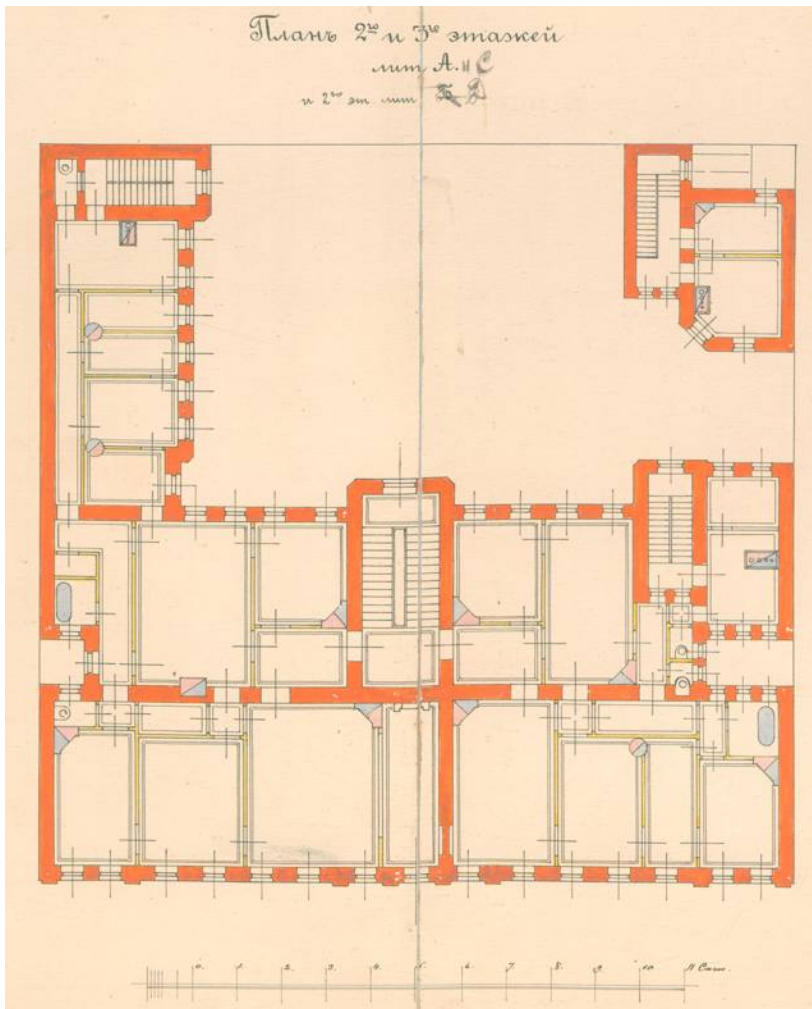 Планъ 2го и 3го этажей
лит А. и С
и 2го эт. лит Б Д
0. 1. 2. 3. 4. 5. 6. 7. 8. 9. 10. 11 Саж.